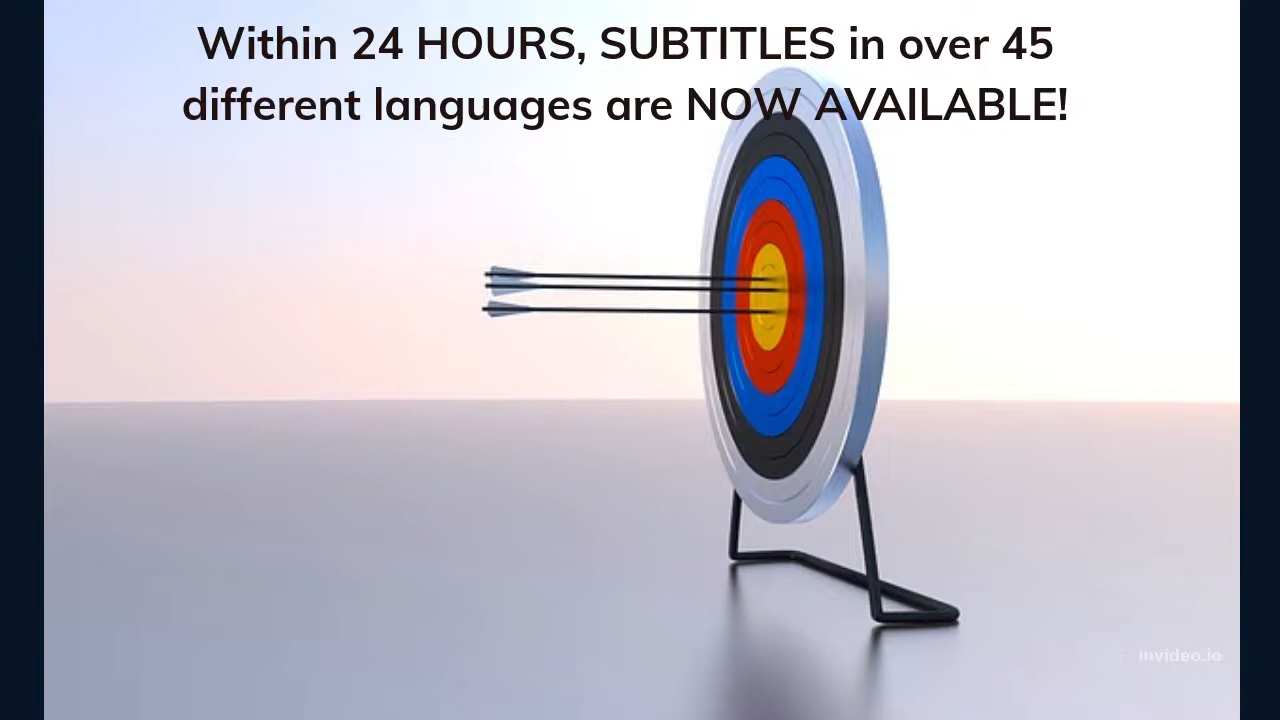 Within 24 HOURS, SUBTITLES in over 45
different languages are NOW AVAILABLE!
invideo.io